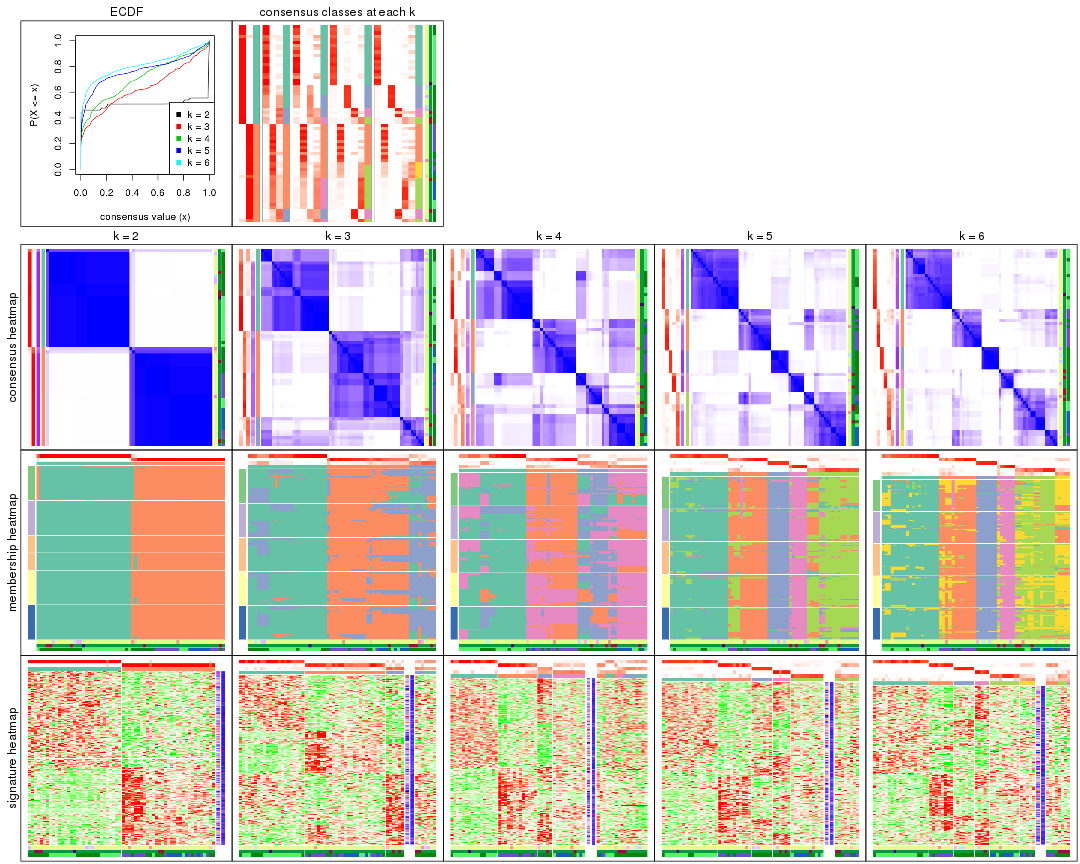 ECDF
consensus classes at each k
P(X <= x)
0.0 0.2 0.4 0.6 0.8 1.0
k = 2
k = 3
k = 4
k = 5
k = 6
0.0 0.2 0.4 0.6 0.8 1.0
consensus value (x)
k = 2
k = 3
k = 4
k = 5
k = 6
consensus heatmap
membership heatmap
signature heatmap